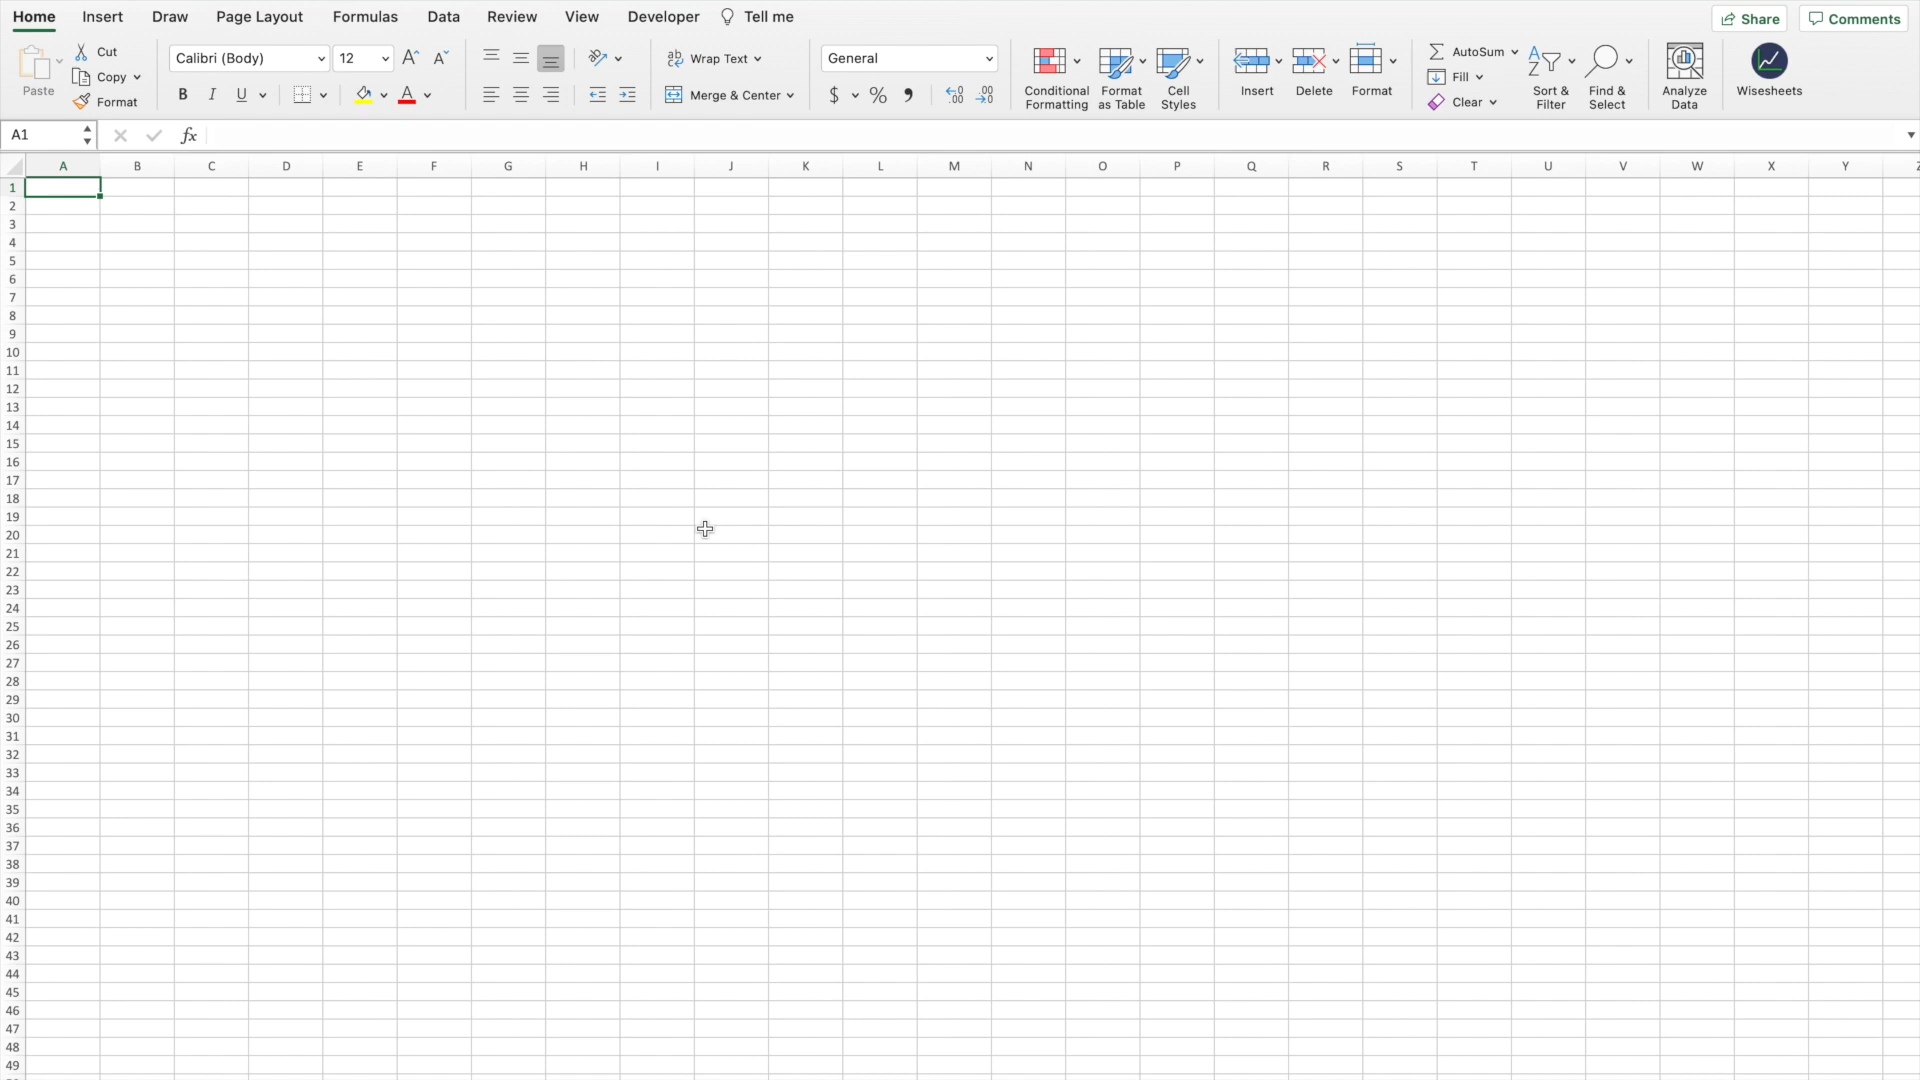 Home Insert Draw Page Layout Formulas Data Review View Developer Tell me Share Comments
Paste Cut Copy Format
Calibri (Body) 12 A A
B I U A
ab Wrap Text
Merge & Center
General
$ % , .00 .00
Conditional Formatting
Format as Table
Cell Styles
Insert Delete Format
AutoSum
Fill
Clear
Sort & Filter
Find & Select
Analyze Data
Wisesheets
A1 fx
A B C D E F G H I J K L M N O P Q R S T U V W X Y Z
1
2
3
4
5
6
7
8
9
10
11
12
13
14
15
16
17
18
19
20
21
22
23
24
25
26
27
28
29
30
31
32
33
34
35
36
37
38
39
40
41
42
43
44
45
46
47
48
49